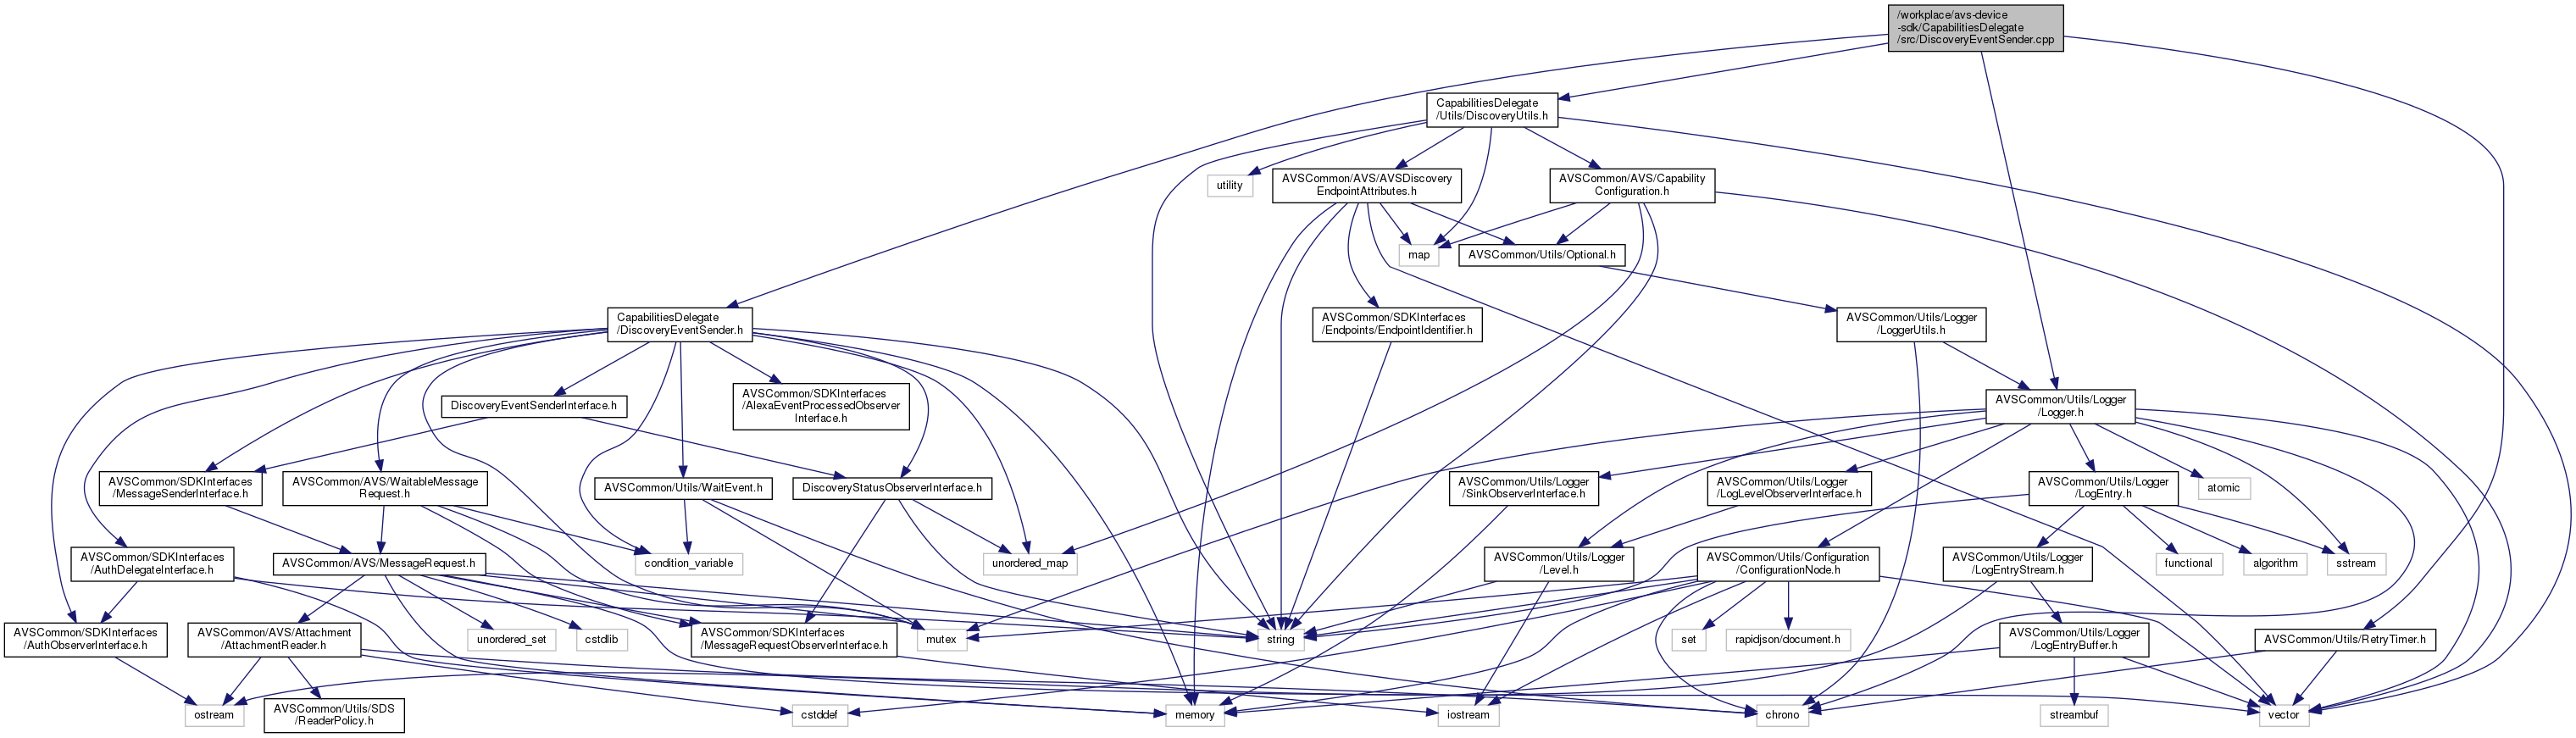 /workplace/avs-device
-sdk/CapabilitiesDelegate
/src/DiscoveryEventSender.cpp
CapabilitiesDelegate
/Utils/DiscoveryUtils.h
utility
AVSCommon/AVS/AVSDiscovery
EndpointAttributes.h
AVSCommon/AVS/Capability
Configuration.h
map
AVSCommon/Utils/Optional.h
CapabilitiesDelegate
/DiscoveryEventSender.h
AVSCommon/SDKInterfaces
/Endpoints/EndpointIdentifier.h
AVSCommon/Utils/Logger
/LoggerUtils.h
DiscoveryEventSenderInterface.h
AVSCommon/SDKInterfaces
/AlexaEventProcessedObserver
Interface.h
AVSCommon/Utils/Logger
/Logger.h
AVSCommon/SDKInterfaces
/MessageSenderInterface.h
AVSCommon/AVS/WaitableMessage
Request.h
AVSCommon/Utils/WaitEvent.h
DiscoveryStatusObserverInterface.h
AVSCommon/Utils/Logger
/SinkObserverInterface.h
AVSCommon/Utils/Logger
/LogLevelObserverInterface.h
AVSCommon/Utils/Logger
/LogEntry.h
atomic
AVSCommon/SDKInterfaces
/AuthDelegateInterface.h
AVSCommon/AVS/MessageRequest.h
condition_variable
unordered_map
AVSCommon/Utils/Logger
/Level.h
AVSCommon/Utils/Configuration
/ConfigurationNode.h
AVSCommon/Utils/Logger
/LogEntryStream.h
functional
algorithm
sstream
AVSCommon/SDKInterfaces
/AuthObserverInterface.h
AVSCommon/AVS/Attachment
/AttachmentReader.h
unordered_set
cstdlib
AVSCommon/SDKInterfaces
/MessageRequestObserverInterface.h
mutex
string
set
rapidjson/document.h
AVSCommon/Utils/Logger
/LogEntryBuffer.h
AVSCommon/Utils/RetryTimer.h
ostream
AVSCommon/Utils/SDS
/ReaderPolicy.h
cstddef
memory
iostream
chrono
streambuf
vector